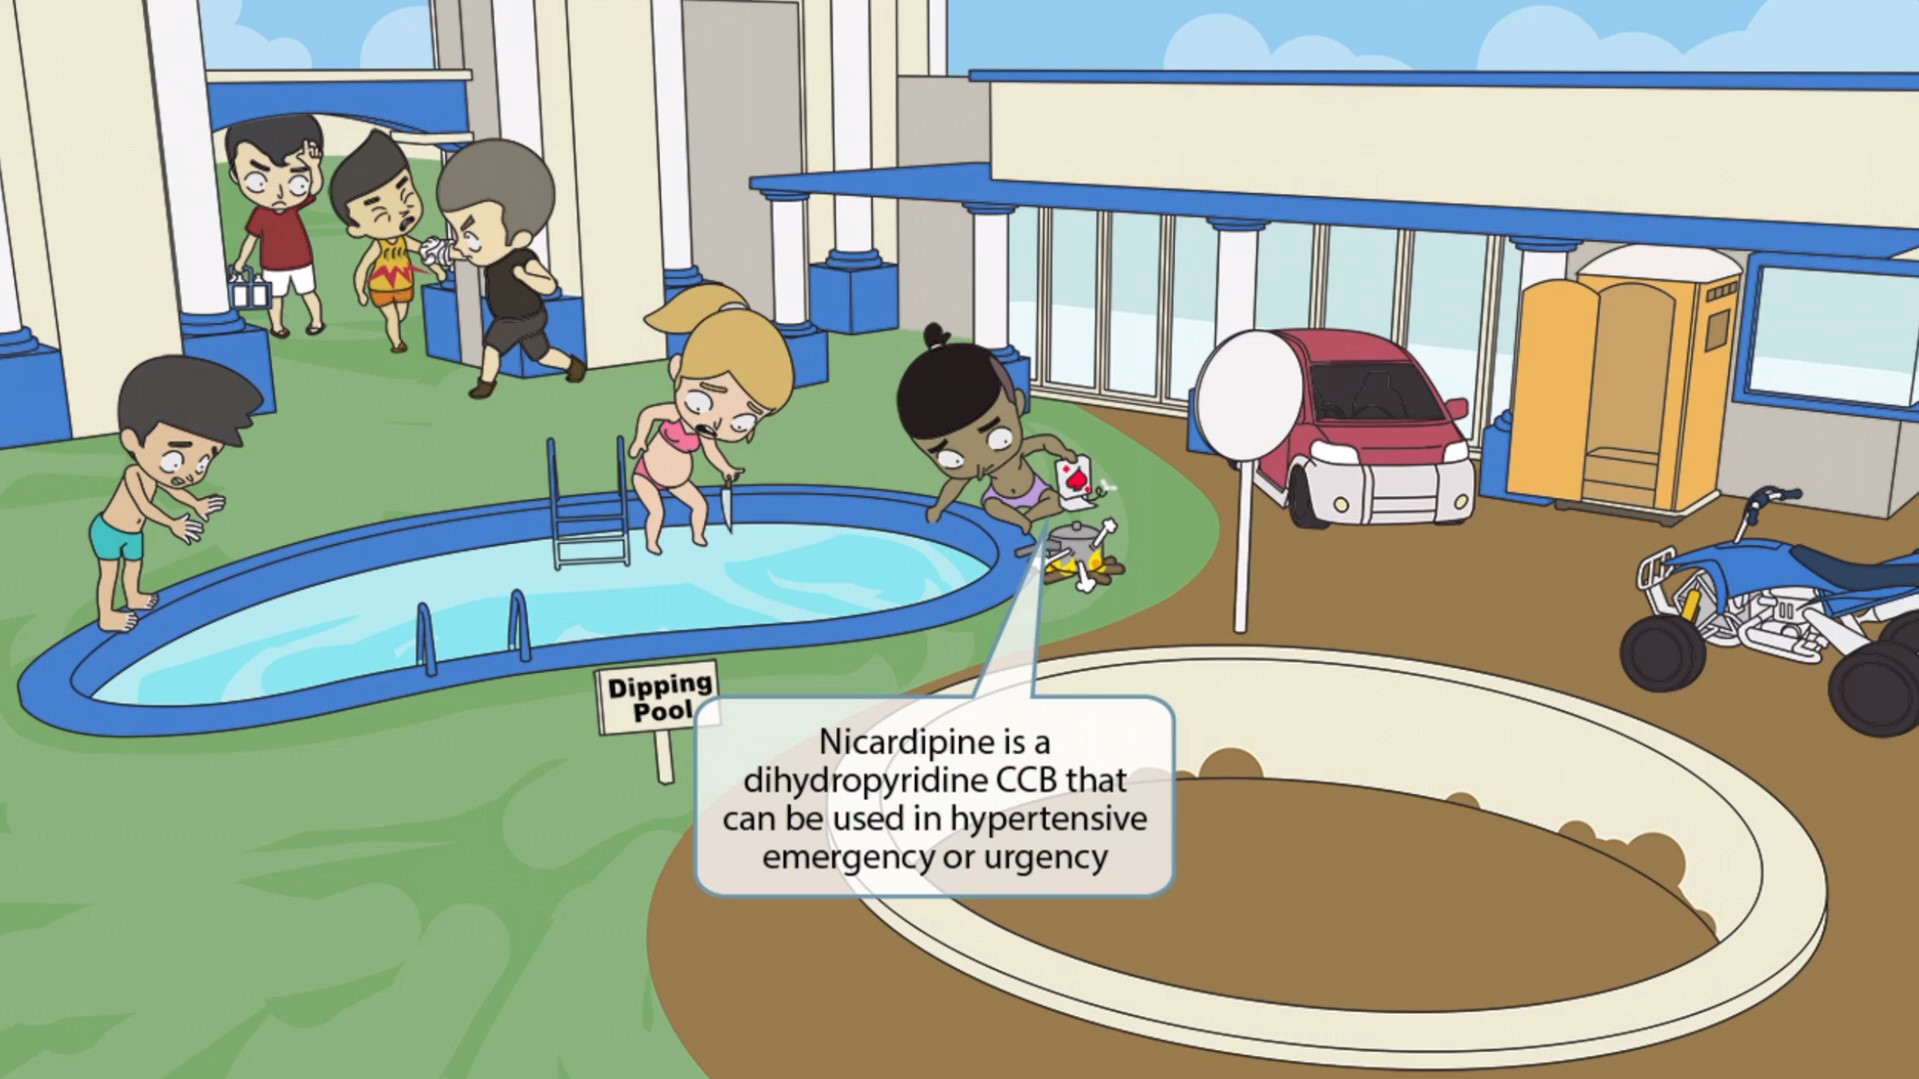 Dipping
Pool
Nicardipine is a
dihydropyridine CCB that
can be used in hypertensive
emergency or urgency